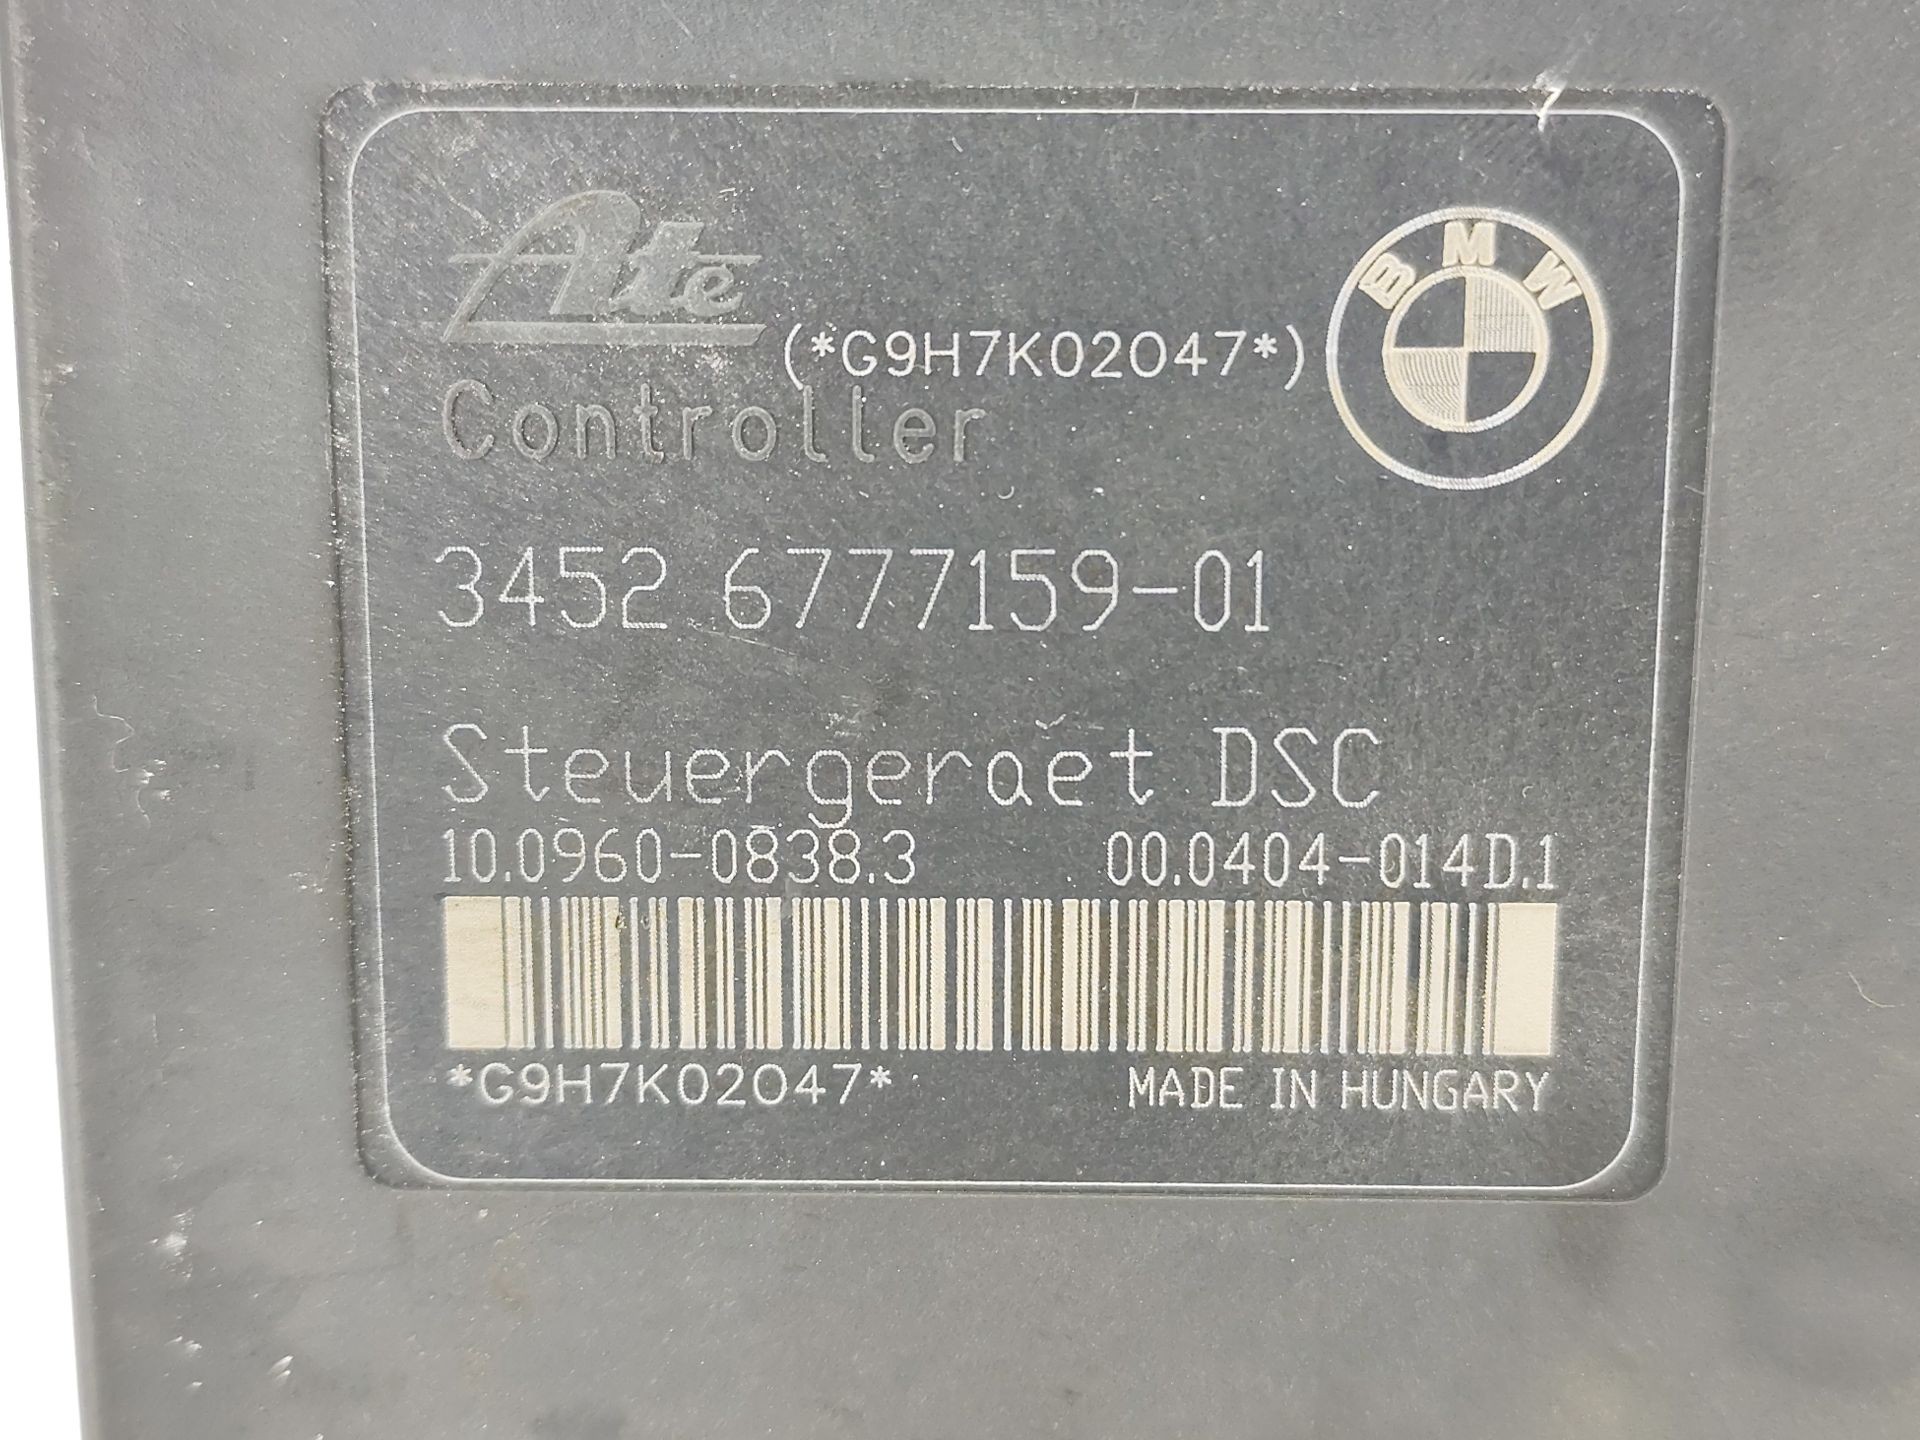 Ate
BMW
(*G9H7K02047*)
Controller
3452 6777159-01
Steuergeraet DSC
10.0960-0838.3 00.0404-014D.1
*G9H7K02047* MADE IN HUNGARY